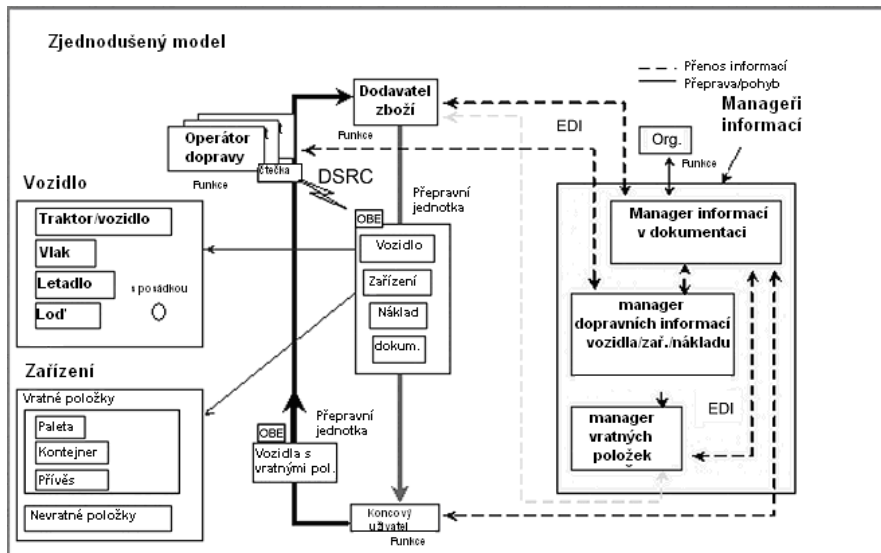 Zjednodušený model
Přenos informací
Přeprava/pohyb
Dodavatel
zboží
Manageři
informací
EDI
Org.
Funkce
Funkce
t
Operátor
dopravy
čtečka
Funkce
DSRC
Přepravní
jednotka
OBE
Vozidlo
Zařízení
Náklad
dokum.
Vozidlo
Traktor/vozidlo
Vlak
Letadlo
Loď
s posádkou
Zařízení
Vratné položky
Paleta
Kontejner
Přívěs
Nevratné položky
Manager informací
v dokumentaci
manager
dopravních informací
vozidla/zař./nákladu
manager
vratných
položek
EDI
Přepravní
jednotka
OBE
Vozidla s
vratnými pol.
Koncový
uživatel
Funkce